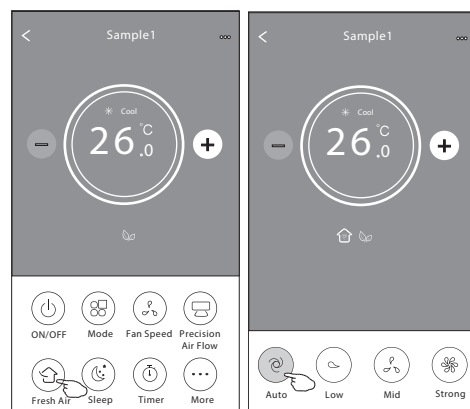 Sample1
Cool
26.0°C
ON/OFF
Mode
Fan Speed
Precision
Air Flow
Fresh Air
Sleep
Timer
More
Sample1
Cool
26.0°C
Auto
Low
Mid
Strong